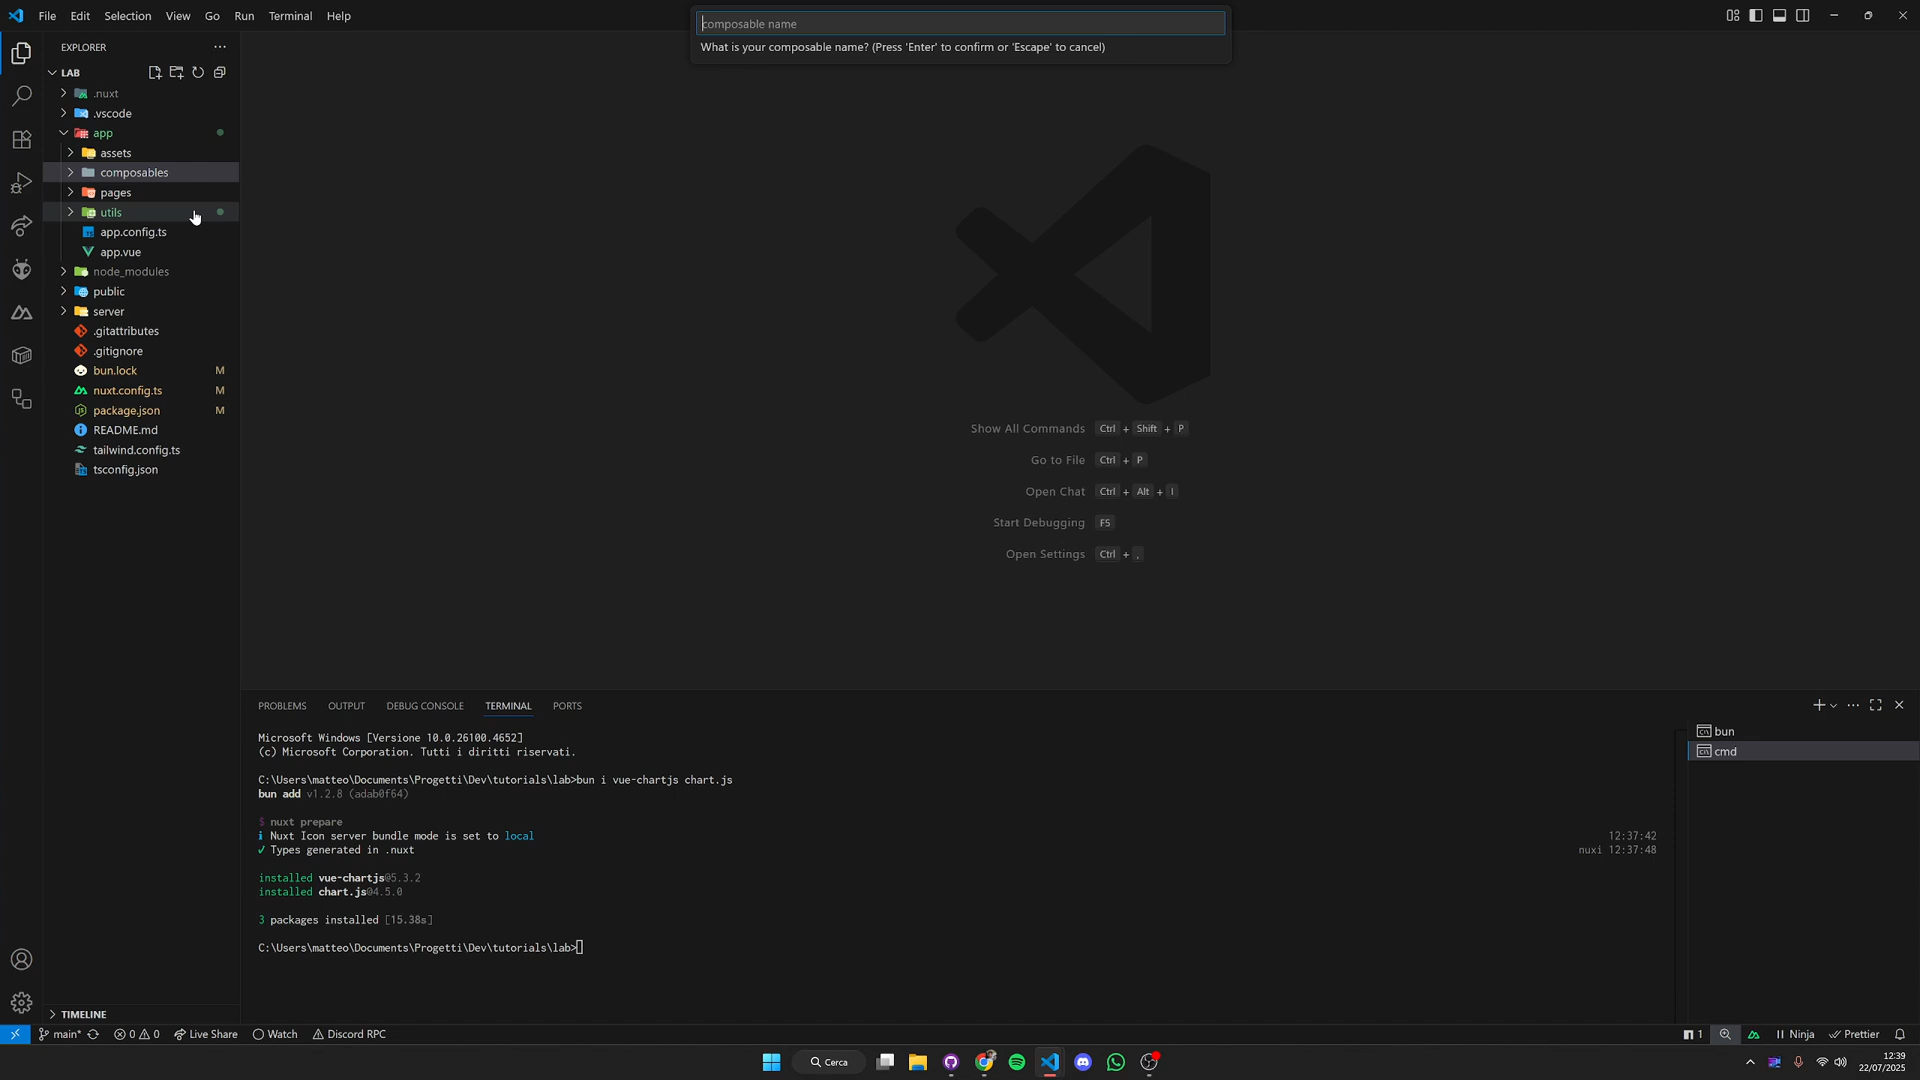 File Edit Selection View Go Run Terminal Help
composable name
What is your composable name? (Press 'Enter' to confirm or 'Escape' to cancel)
EXPLORER
LAB
.nuxt
.vscode
app
assets
composables
pages
utils
app.config.ts
app.vue
node_modules
public
server
.gitattributes
.gitignore
bun.lock M
nuxt.config.ts M
package.json M
README.md
tailwind.config.ts
tsconfig.json
Show All Commands Ctrl + Shift + P
Go to File Ctrl + P
Open Chat Ctrl + Alt + I
Start Debugging F5
Open Settings Ctrl + ,
PROBLEMS OUTPUT DEBUG CONSOLE TERMINAL PORTS
bun
cmd
Microsoft Windows [Versione 10.0.26100.4652]
(c) Microsoft Corporation. Tutti i diritti riservati.
C:\Users\matteo\Documents\Progetti\Dev\tutorials\lab>bun i vue-chartjs chart.js
bun add v1.2.8 (adab0f64)
$ nuxt prepare
i Nuxt Icon server bundle mode is set to local 12:37:42
✓ Types generated in .nuxt nuxi 12:37:48
installed vue-chartjs@5.3.2
installed chart.js@4.5.0
3 packages installed [15.38s]
C:\Users\matteo\Documents\Progetti\Dev\tutorials\lab>
TIMELINE
main* 0 0 Live Share Watch Discord RPC 1 Ninja Prettier
Cerca
12:39
22/07/2025